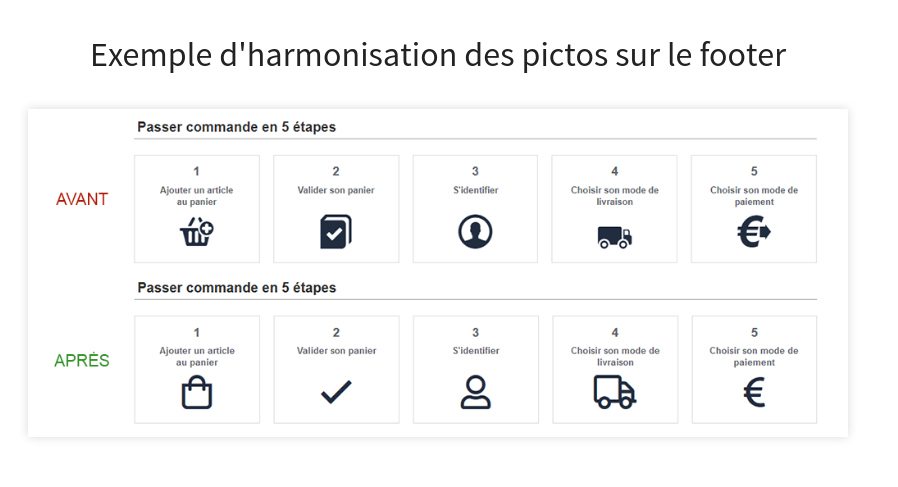 Exemple d'harmonisation des pictos sur le footer
Passer commande en 5 étapes
AVANT
1
Ajouter un article
au panier
2
Valider son panier
3
S'identifier
4
Choisir son mode de
livraison
5
Choisir son mode de
paiement
€
Passer commande en 5 étapes
APRÈS
1
Ajouter un article
au panier
2
Valider son panier
3
S'identifier
4
Choisir son mode de
livraison
5
Choisir son mode de
paiement
€